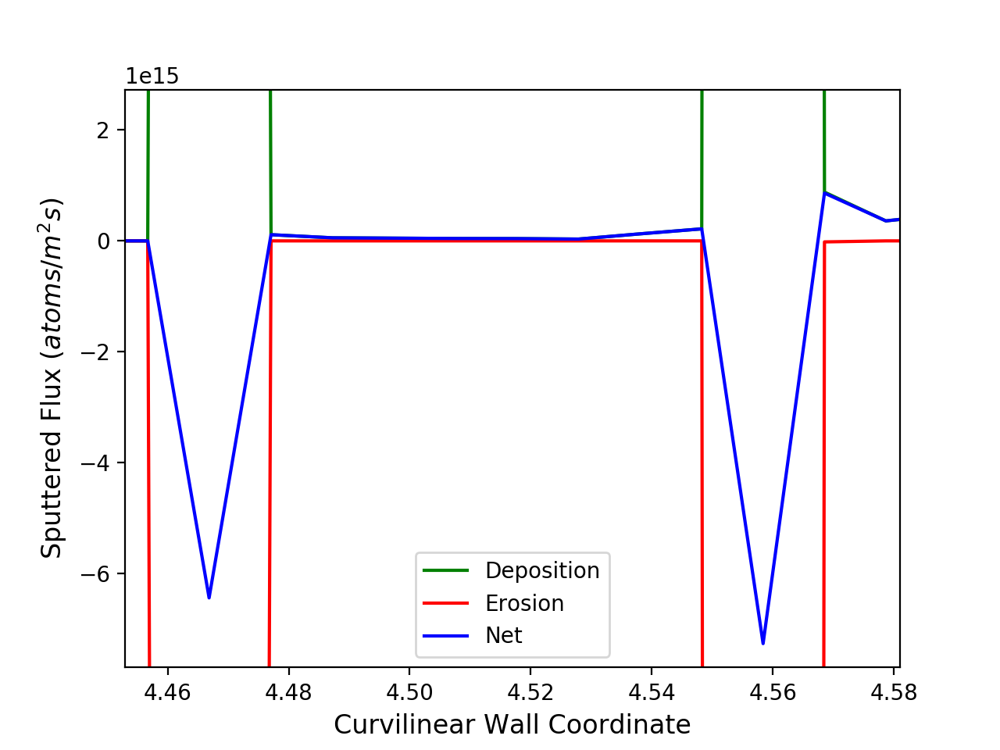 1e15
2
0
−2
−4
−6
Sputtered Flux (atoms/m²s)
Deposition
Erosion
Net
4.46 4.48 4.50 4.52 4.54 4.56 4.58
Curvilinear Wall Coordinate